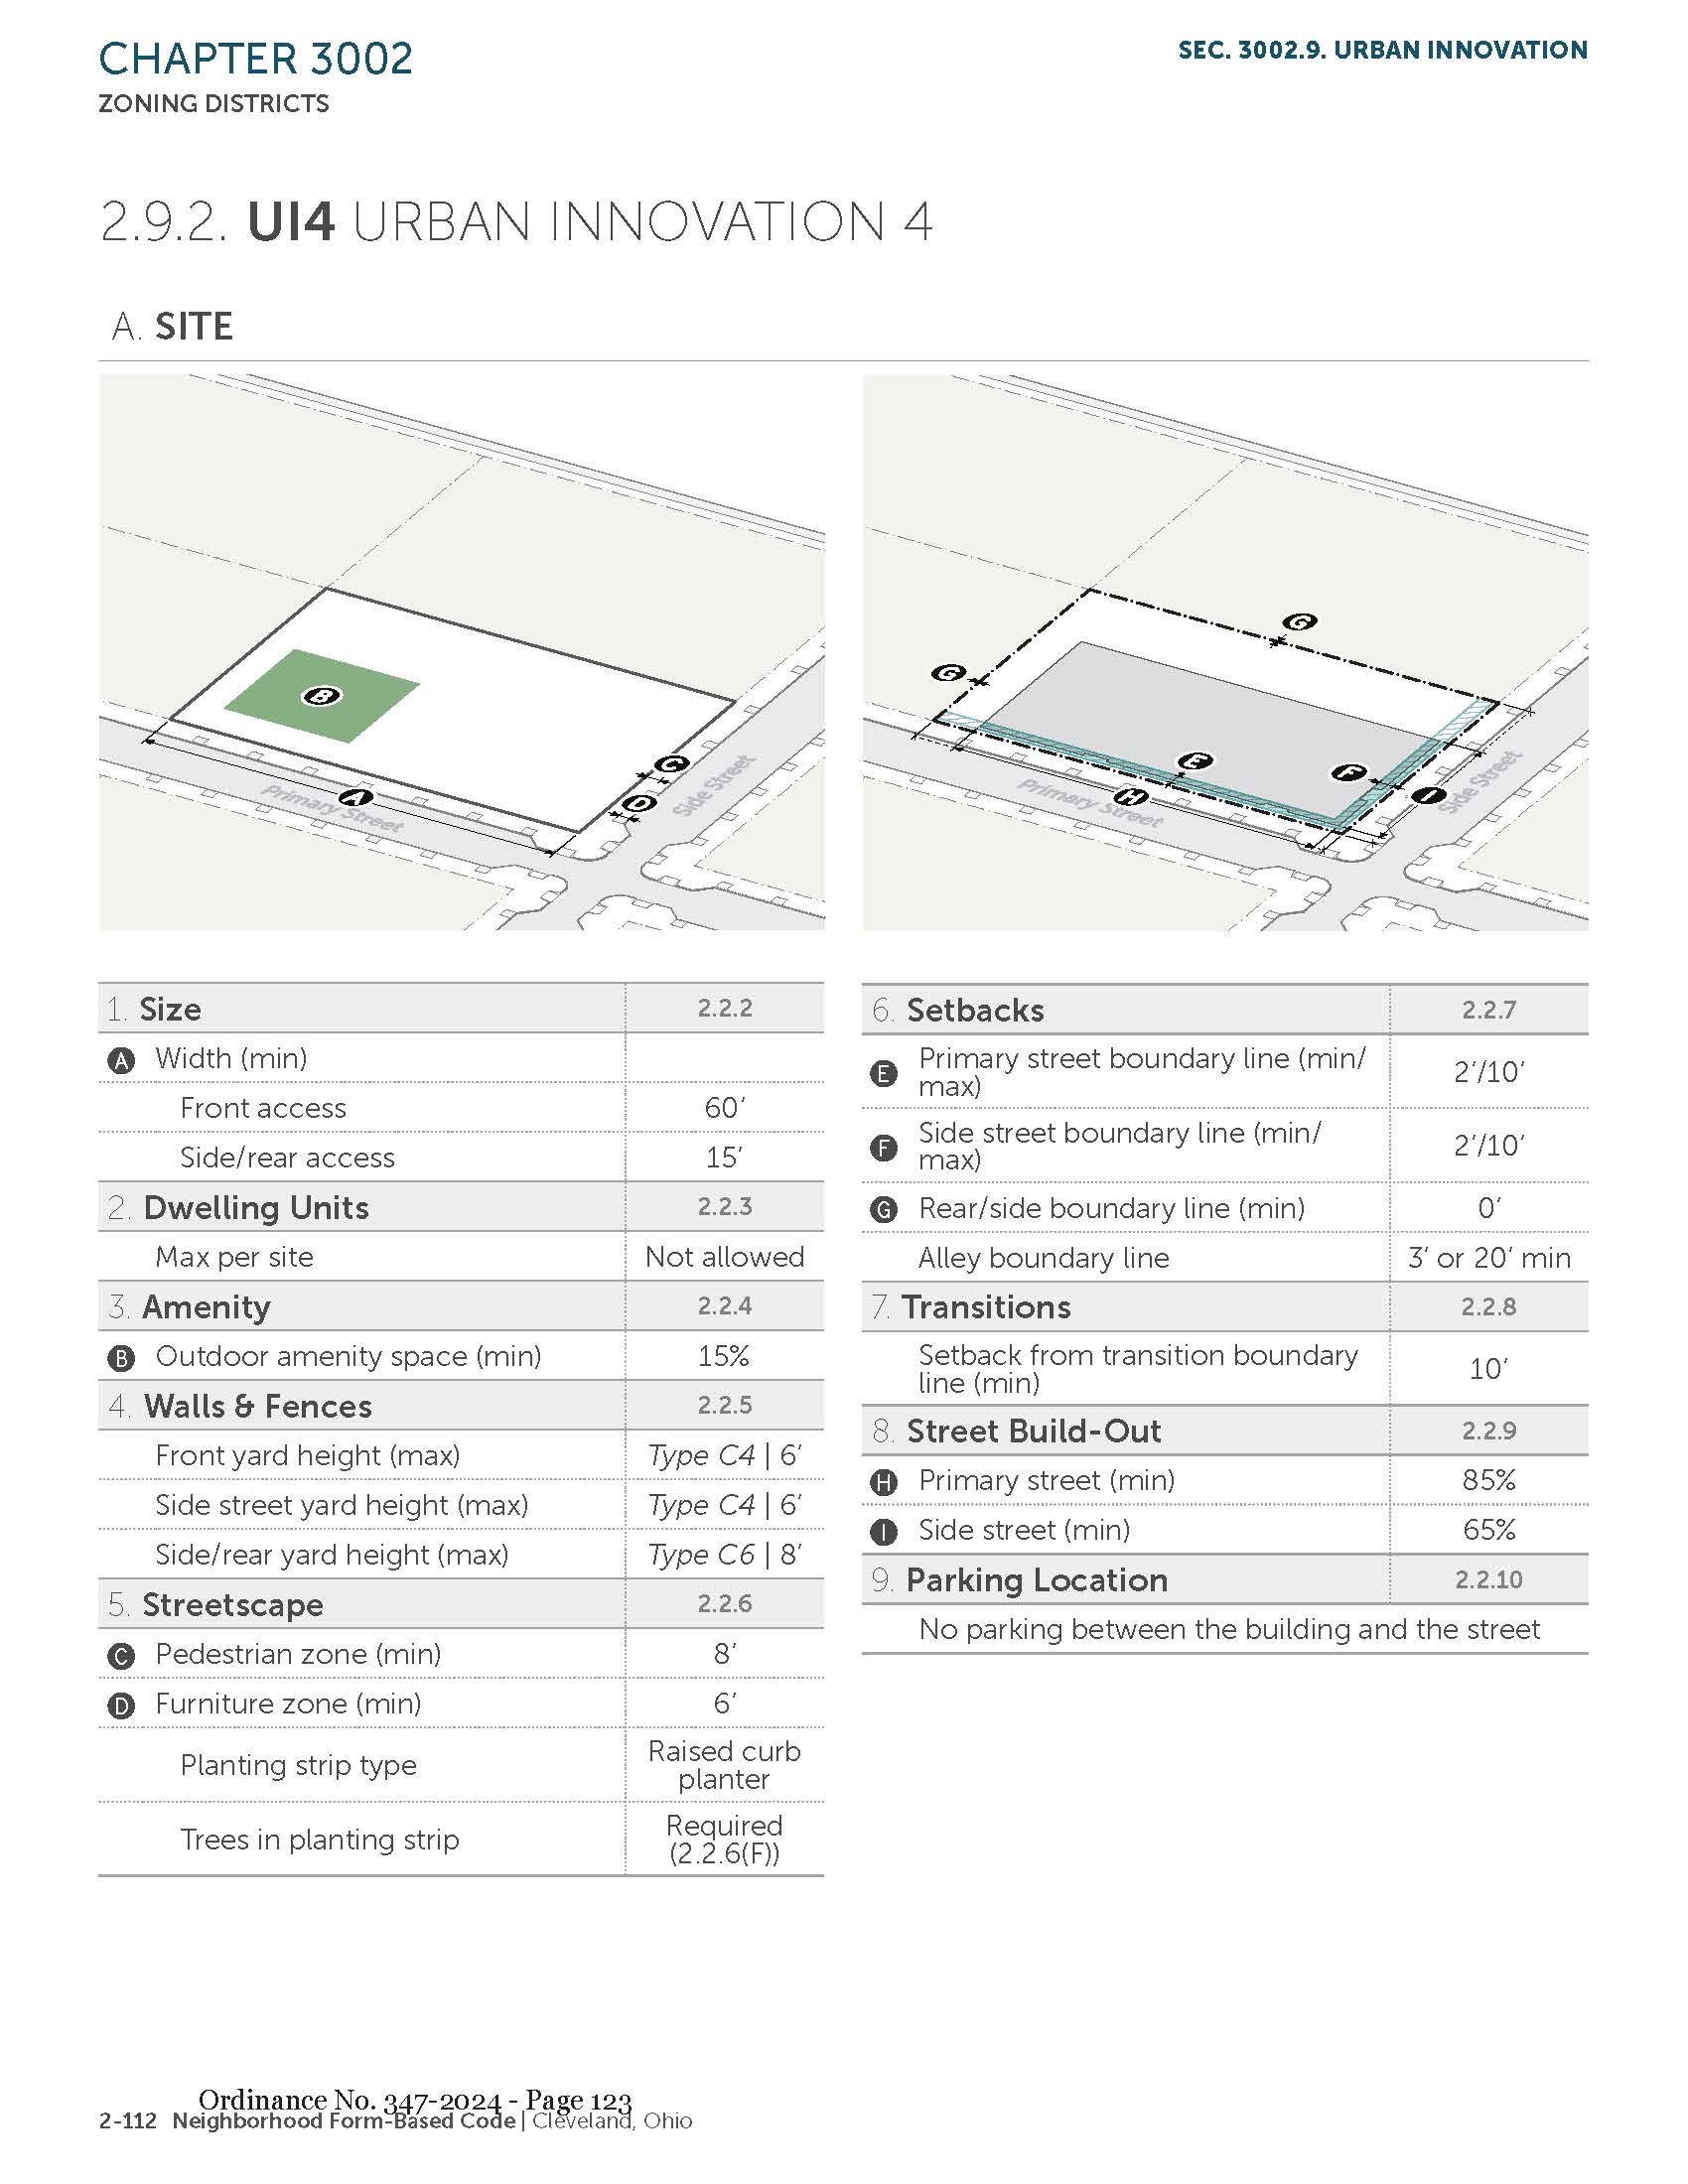 CHAPTER 3002
ZONING DISTRICTS
SEC. 3002.9. URBAN INNOVATION
2.9.2. UI4 URBAN INNOVATION 4
A. SITE
B
C
D
A
Primary Street
Side Street
G
G
E
F
H
I
Primary Street
Side Street
1. Size 2.2.2
A Width (min)
Front access 60’
Side/rear access 15’
2. Dwelling Units 2.2.3
Max per site Not allowed
3. Amenity 2.2.4
B Outdoor amenity space (min) 15%
4. Walls & Fences 2.2.5
Front yard height (max) Type C4 | 6’
Side street yard height (max) Type C4 | 6’
Side/rear yard height (max) Type C6 | 8’
5. Streetscape 2.2.6
C Pedestrian zone (min) 8’
D Furniture zone (min) 6’
Planting strip type Raised curb
planter
Trees in planting strip Required
(2.2.6(F))
6. Setbacks 2.2.7
E Primary street boundary line (min/
max) 2’/10’
F Side street boundary line (min/
max) 2’/10’
G Rear/side boundary line (min) 0’
Alley boundary line 3’ or 20’ min
7. Transitions 2.2.8
Setback from transition boundary
line (min) 10’
8. Street Build-Out 2.2.9
H Primary street (min) 85%
I Side street (min) 65%
9. Parking Location 2.2.10
No parking between the building and the street
Ordinance No. 347-2024 - Page 123
2-112 Neighborhood Form-Based Code | Cleveland, Ohio